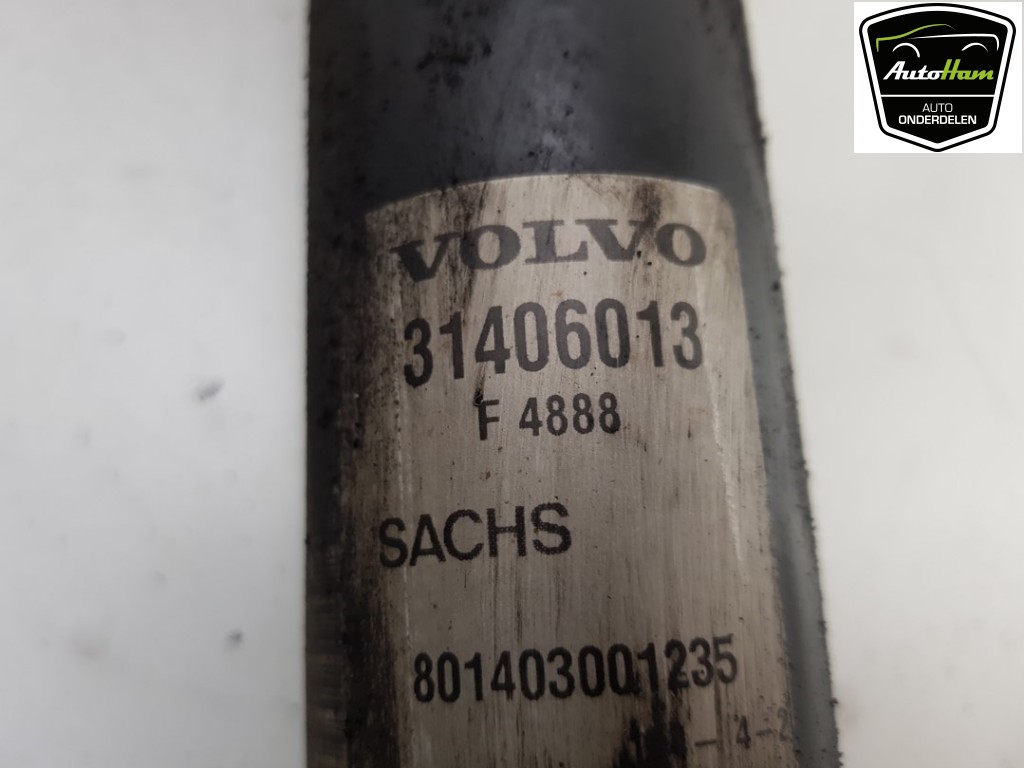 AutoHam
AUTO
ONDERDELEN
VOLVO
31406013
F 4888
SACHS
801403001235